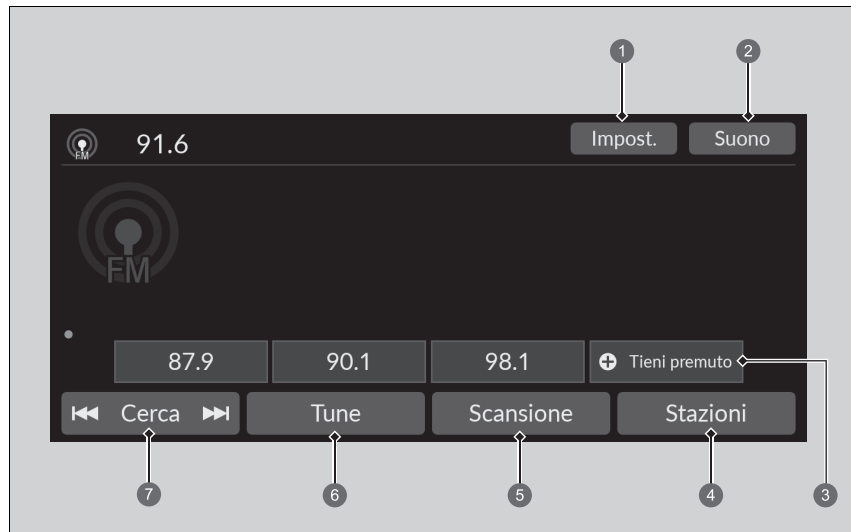 1 2
FM 91.6 Impost. Suono
FM
87.9 90.1 98.1 Tieni premuto
Cerca Tune Scansione Stazioni
7 6 5 4 3